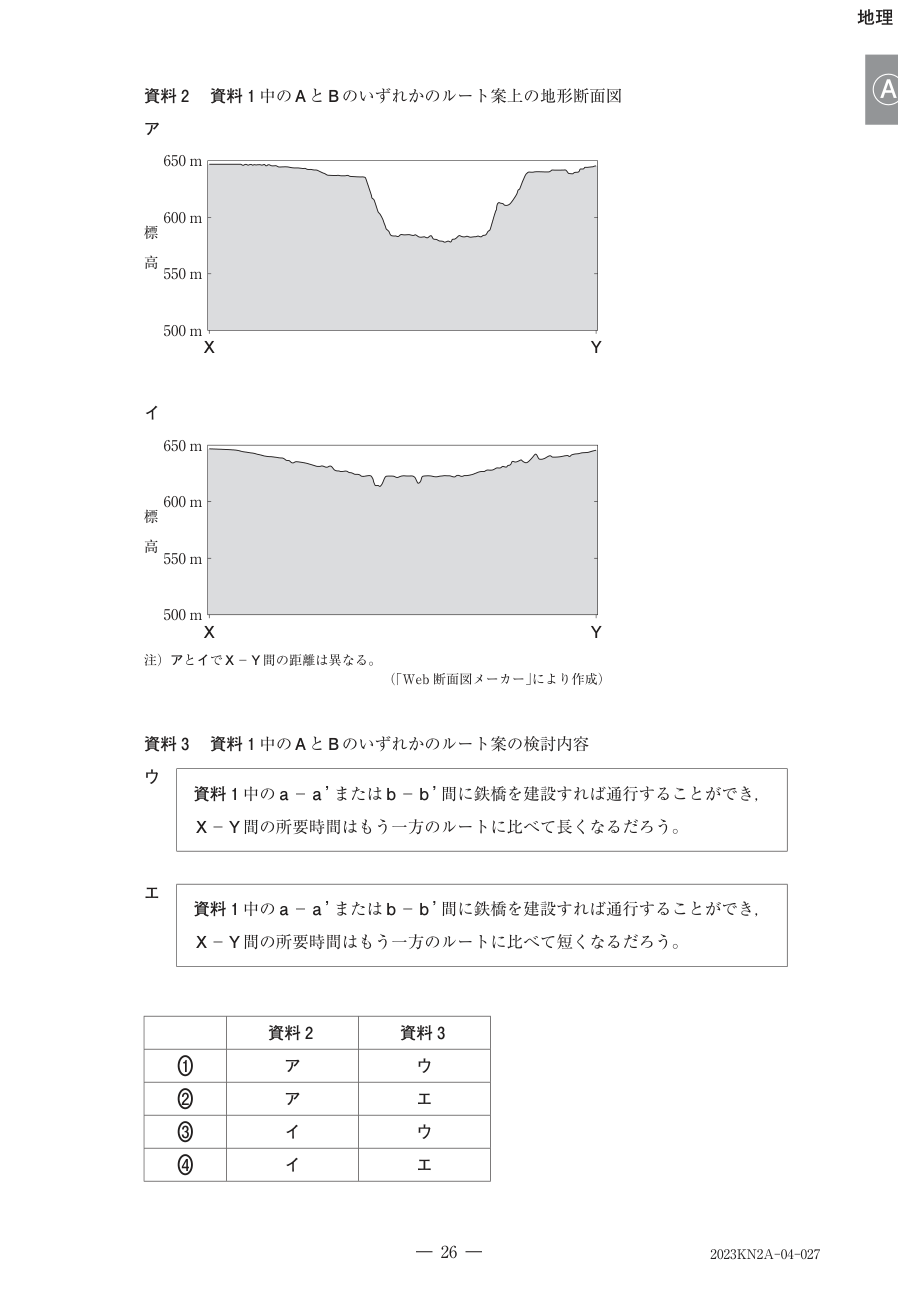 地理
Ⓐ
資料2 資料1中のAとBのいずれかのルート案上の地形断面図
ア
650 m
600 m
550 m
500 m
標高
X
Y
イ
650 m
600 m
550 m
500 m
標高
X
Y
注）アとイでX－Y間の距離は異なる。
（「Web 断面図メーカー」により作成）
資料3 資料1中のAとBのいずれかのルート案の検討内容
ウ
資料1中のa－a’またはb－b’間に鉄橋を建設すれば通行することができ，
X－Y間の所要時間はもう一方のルートに比べて長くなるだろう。
エ
資料1中のa－a’またはb－b’間に鉄橋を建設すれば通行することができ，
X－Y間の所要時間はもう一方のルートに比べて短くなるだろう。
資料2 資料3
① ア ウ
② ア エ
③ イ ウ
④ イ エ
― 26 ―
2023KN2A-04-027